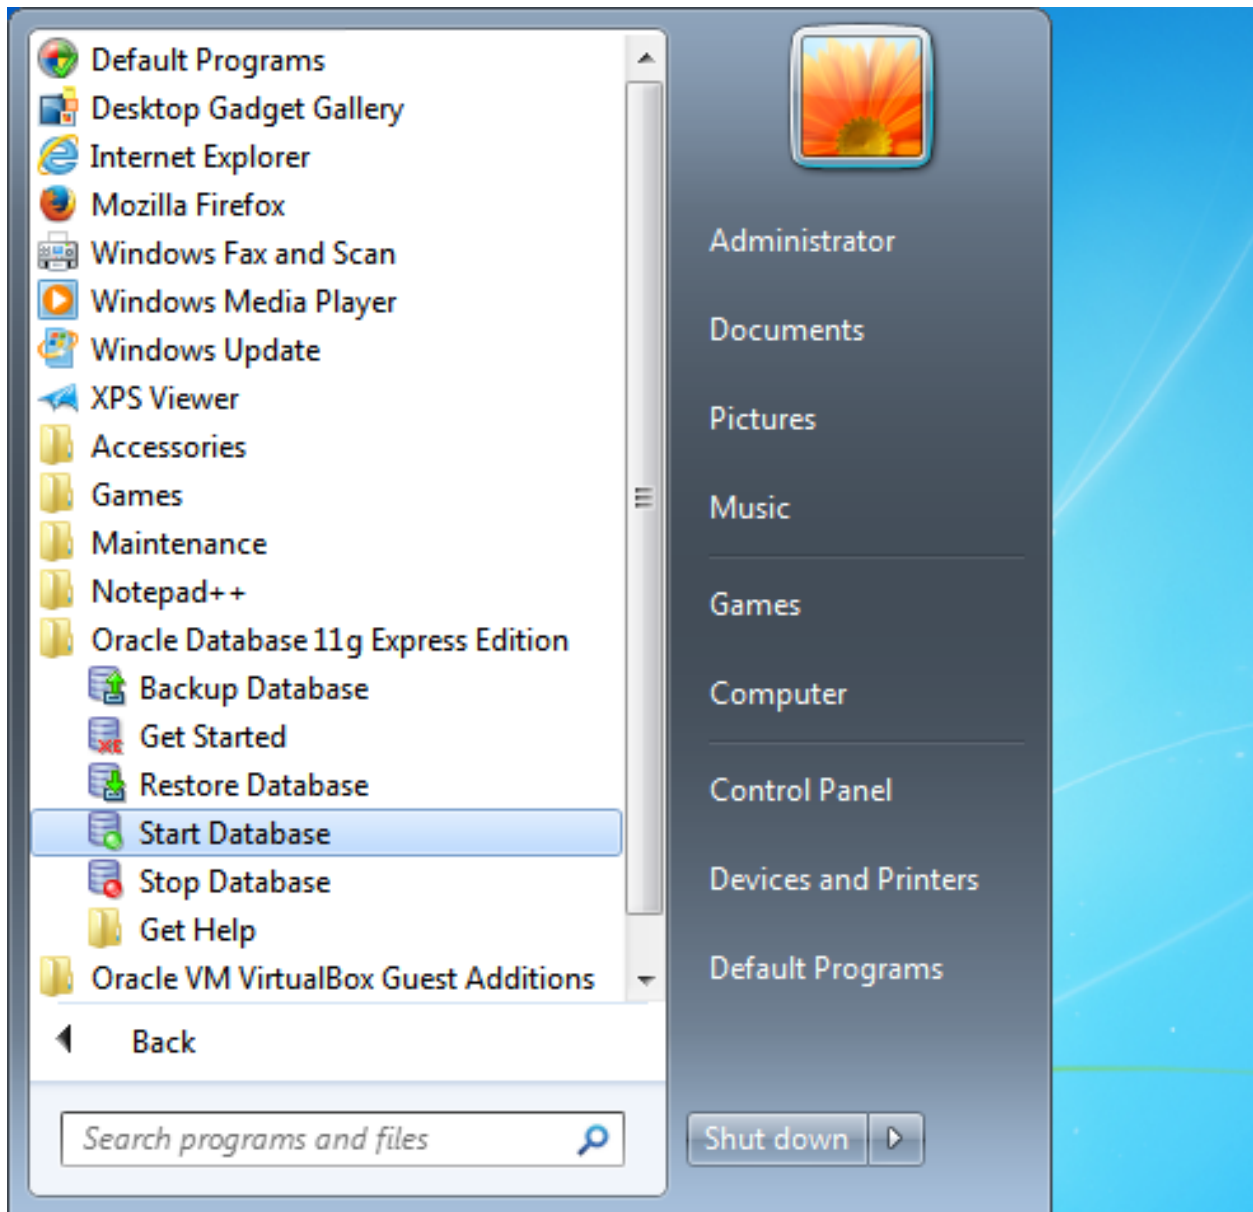 Default Programs
Desktop Gadget Gallery
Internet Explorer
Mozilla Firefox
Windows Fax and Scan
Windows Media Player
Windows Update
XPS Viewer
Accessories
Games
Maintenance
Notepad++
Oracle Database 11g Express Edition
Backup Database
Get Started
Restore Database
Start Database
Stop Database
Get Help
Oracle VM VirtualBox Guest Additions
Back
Search programs and files
Administrator
Documents
Pictures
Music
Games
Computer
Control Panel
Devices and Printers
Default Programs
Shut down